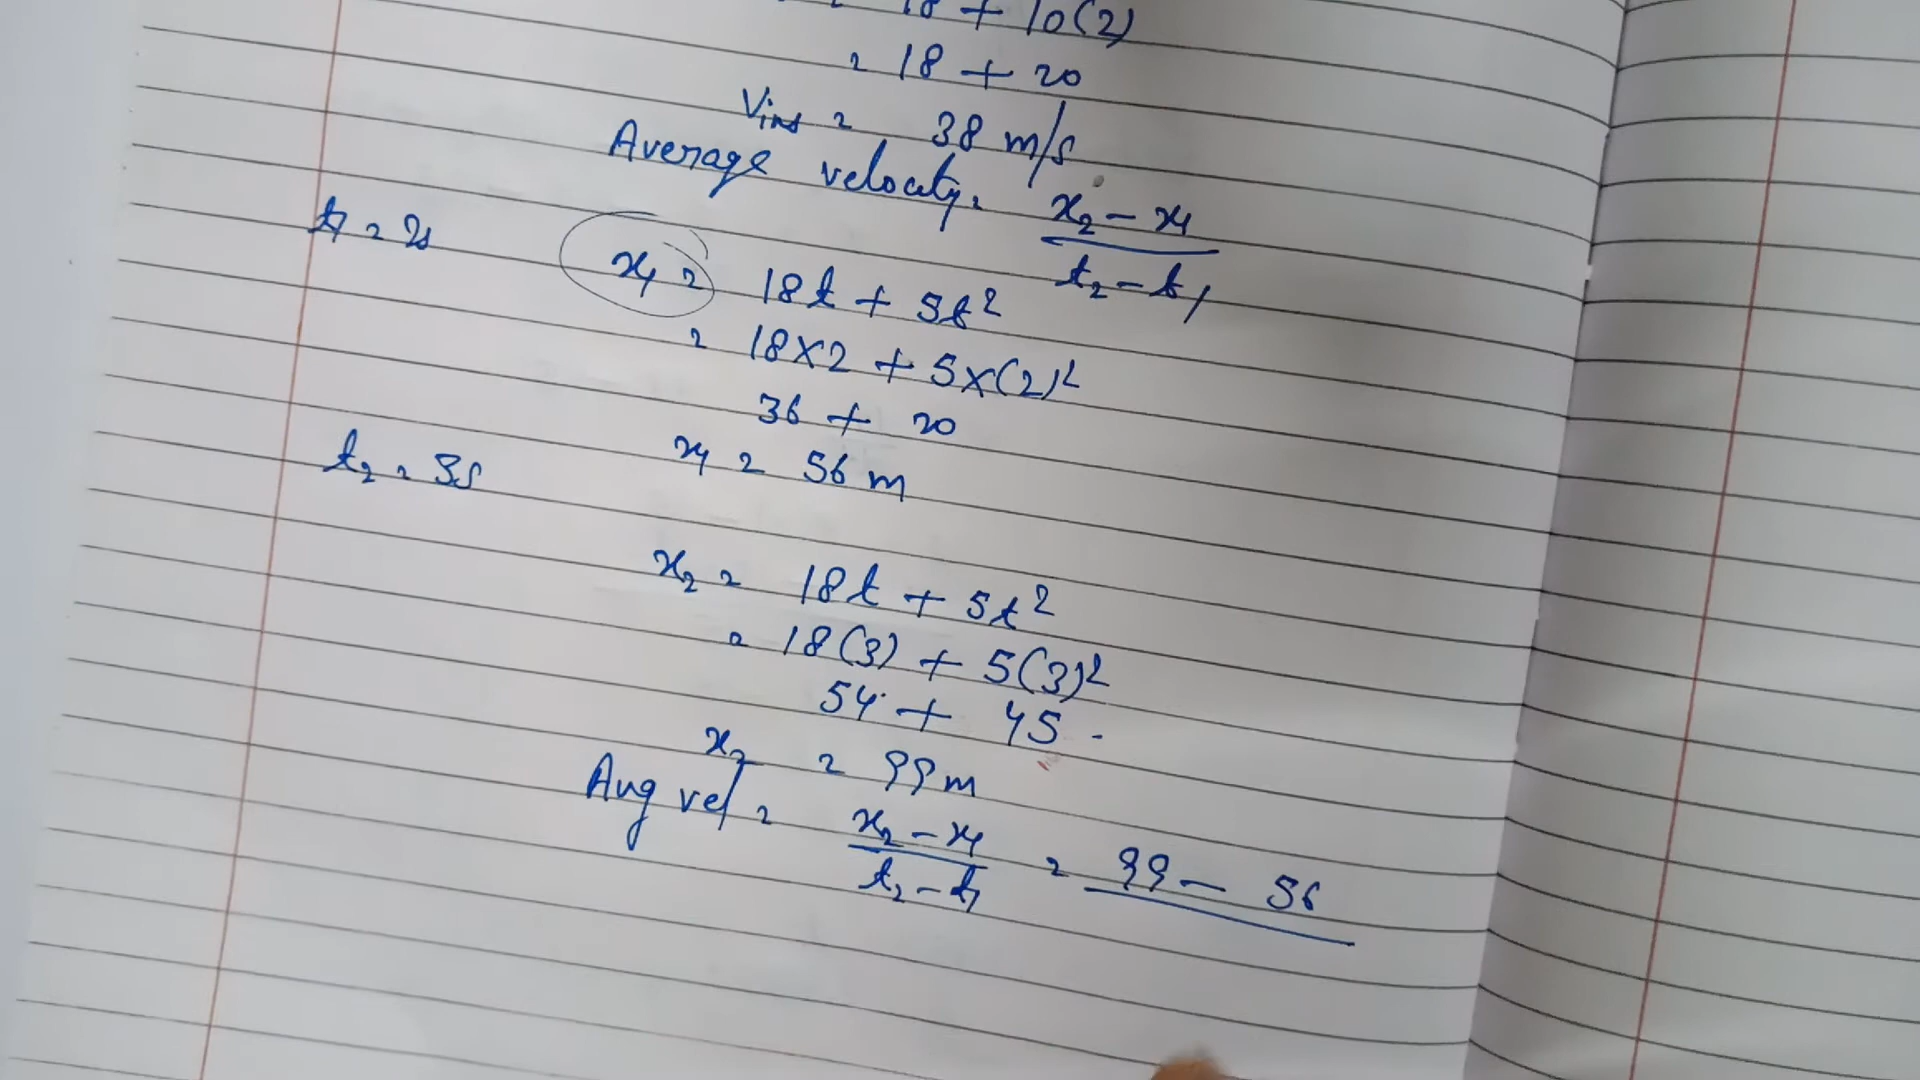 = 18 + 10(2)
= 18 + 20
Vins = 38 m/s
Average velocity = x₂ - x₁ / t₂ - t₁
t₁ = 2s
x₁ = 18t + 5t²
= 18×2 + 5×(2)²
36 + 20
x₁ = 56 m
t₂ = 3s
x₂ = 18t + 5t²
= 18(3) + 5(3)²
54 + 45
x₂ = 99m
Avg vel = x₂ - x₁ / t₂ - t₁ = 99 - 56